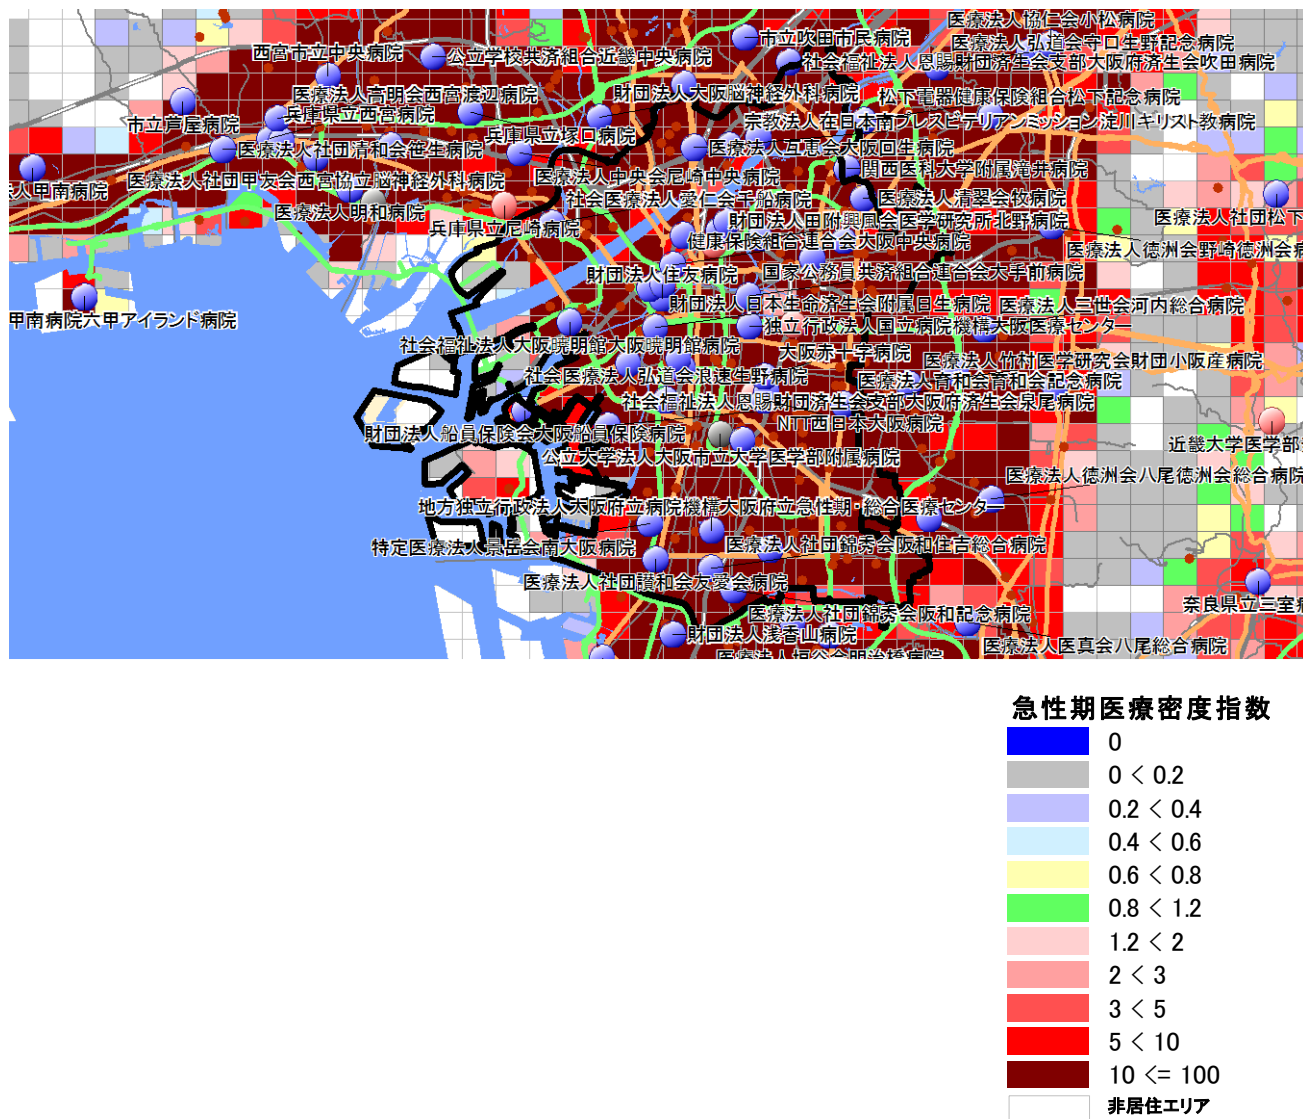 医療法人協仁会小松病院
市立吹田市民病院
医療法人弘道会守口生野記念病院
西宮市立中央病院
公立学校共済組合近畿中央病院
社会福祉法人恩賜財団済生会支部大阪府済生会吹田病院
医療法人高明会西宮渡辺病院
財団法人大阪脳神経外科病院
松下電器健康保険組合松下記念病院
兵庫県立西宮病院
市立芦屋病院
兵庫県立塚口病院
宗教法人在日本南プレスビテリアンミッション淀川キリスト教病院
医療法人社団清和会笹生病院
医療法人互恵会大阪回生病院
関西医科大学附属滝井病院
医療法人社団甲友会西宮協立脳神経外科病院
医療法人中央会尼崎中央病院
法人甲南病院
社会医療法人愛仁会千船病院
医療法人清翠会牧病院
医療法人明和病院
兵庫県立尼崎病院
財団法人田附興風会医学研究所北野病院
医療法人社団松下
健康保険組合連合会大阪中央病院
医療法人徳洲会野崎徳洲会病
財団法人住友病院
国家公務員共済組合連合会大手前病院
財団法人日本生命済生会附属日生病院
医療法人三世会河内総合病院
甲南病院六甲アイランド病院
独立行政法人国立病院機構大阪医療センター
社会福祉法人大阪暁明館大阪暁明館病院
大阪赤十字病院
医療法人竹村医学研究会財団小阪産病院
社会医療法人弘道会浪速生野病院
医療法人育和会育和会記念病院
社会福祉法人恩賜財団済生会支部大阪府済生会泉尾病院
NTT西日本大阪病院
財団法人船員保険会大阪船員保険病院
近畿大学医学部
公立大学法人大阪市立大学医学部附属病院
医療法人徳洲会八尾徳洲会総合病院
地方独立行政法人大阪府立病院機構大阪府立急性期・総合医療センター
特定医療法人景岳会南大阪病院
医療法人社団錦秀会阪和住吉総合病院
医療法人社団讃和会友愛会病院
奈良県立三室病
医療法人社団錦秀会阪和記念病院
財団法人浅香山病院
医療法人医真会八尾総合病院
医療法人垣谷会明治橋病院
急性期医療密度指数
0
0 < 0.2
0.2 < 0.4
0.4 < 0.6
0.6 < 0.8
0.8 < 1.2
1.2 < 2
2 < 3
3 < 5
5 < 10
10 <= 100
非居住エリア